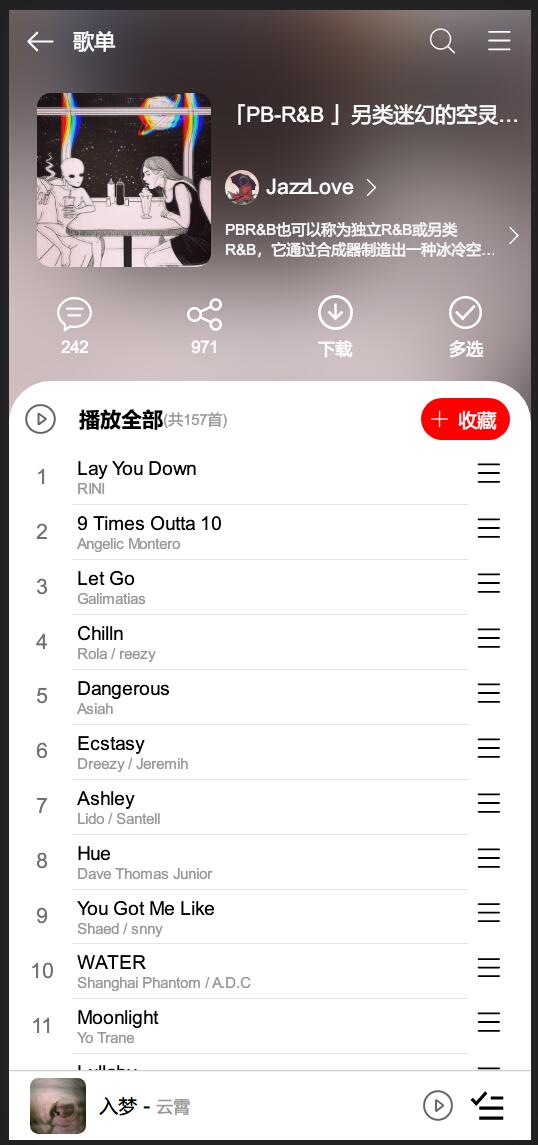 歌单
「PB-R&B 」另类迷幻的空灵…
JazzLove
PBR&B也可以称为独立R&B或另类
R&B，它通过合成器制造出一种冰冷空…
242
971
下载
多选
播放全部(共157首)
收藏
1
Lay You Down
RINI
2
9 Times Outta 10
Angelic Montero
3
Let Go
Galimatias
4
Chilln
Rola / reezy
5
Dangerous
Asiah
6
Ecstasy
Dreezy / Jeremih
7
Ashley
Lido / Santell
8
Hue
Dave Thomas Junior
9
You Got Me Like
Shaed / snny
10
WATER
Shanghai Phantom / A.D.C
11
Moonlight
Yo Trane
入梦 - 云霄